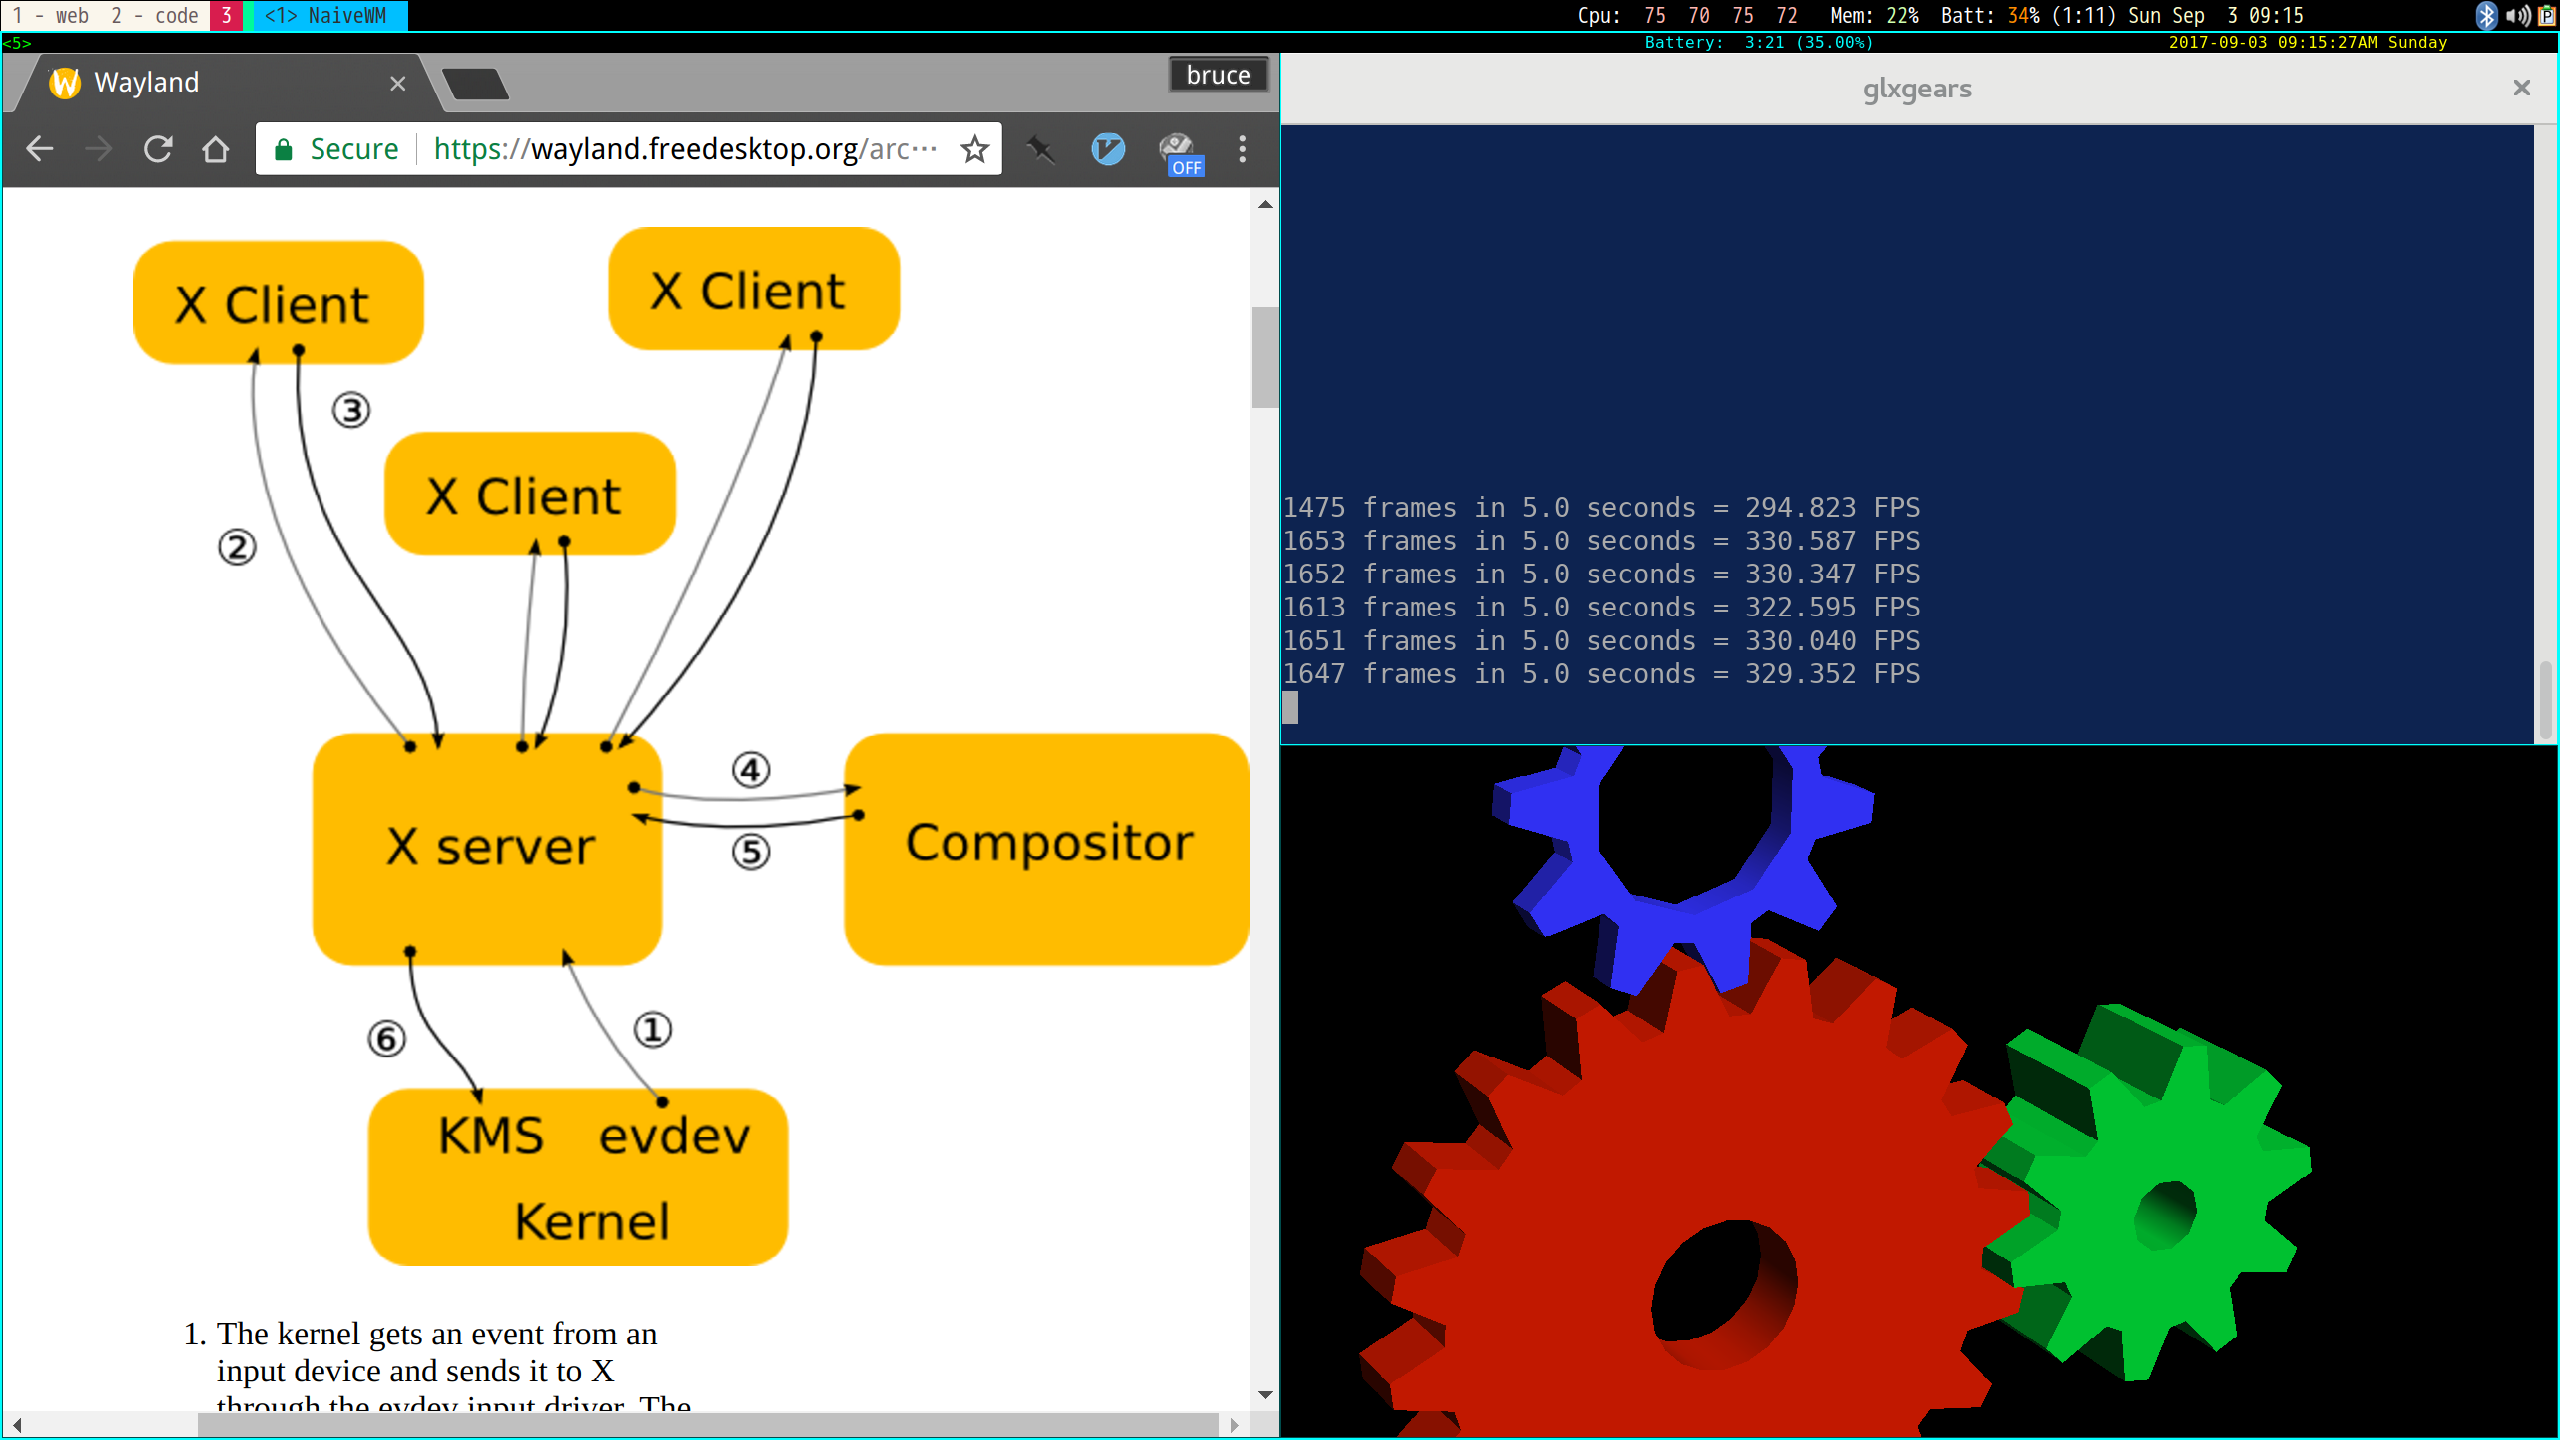 1 - web 2 - code 3 <1> NaiveWM Cpu: 75 70 75 72 Mem: 22% Batt: 34% (1:11) Sun Sep 3 09:15
<5> Battery: 3:21 (35.00%) 2017-09-03 09:15:27AM Sunday
Wayland
bruce
Secure https://wayland.freedesktop.org/arc…
OFF
X Client
X Client
③
X Client
②
④
X server
Compositor
⑤
⑥
①
KMS evdev
Kernel
1. The kernel gets an event from an
input device and sends it to X
through the evdev input driver. The
glxgears
1475 frames in 5.0 seconds = 294.823 FPS
1653 frames in 5.0 seconds = 330.587 FPS
1652 frames in 5.0 seconds = 330.347 FPS
1613 frames in 5.0 seconds = 322.595 FPS
1651 frames in 5.0 seconds = 330.040 FPS
1647 frames in 5.0 seconds = 329.352 FPS